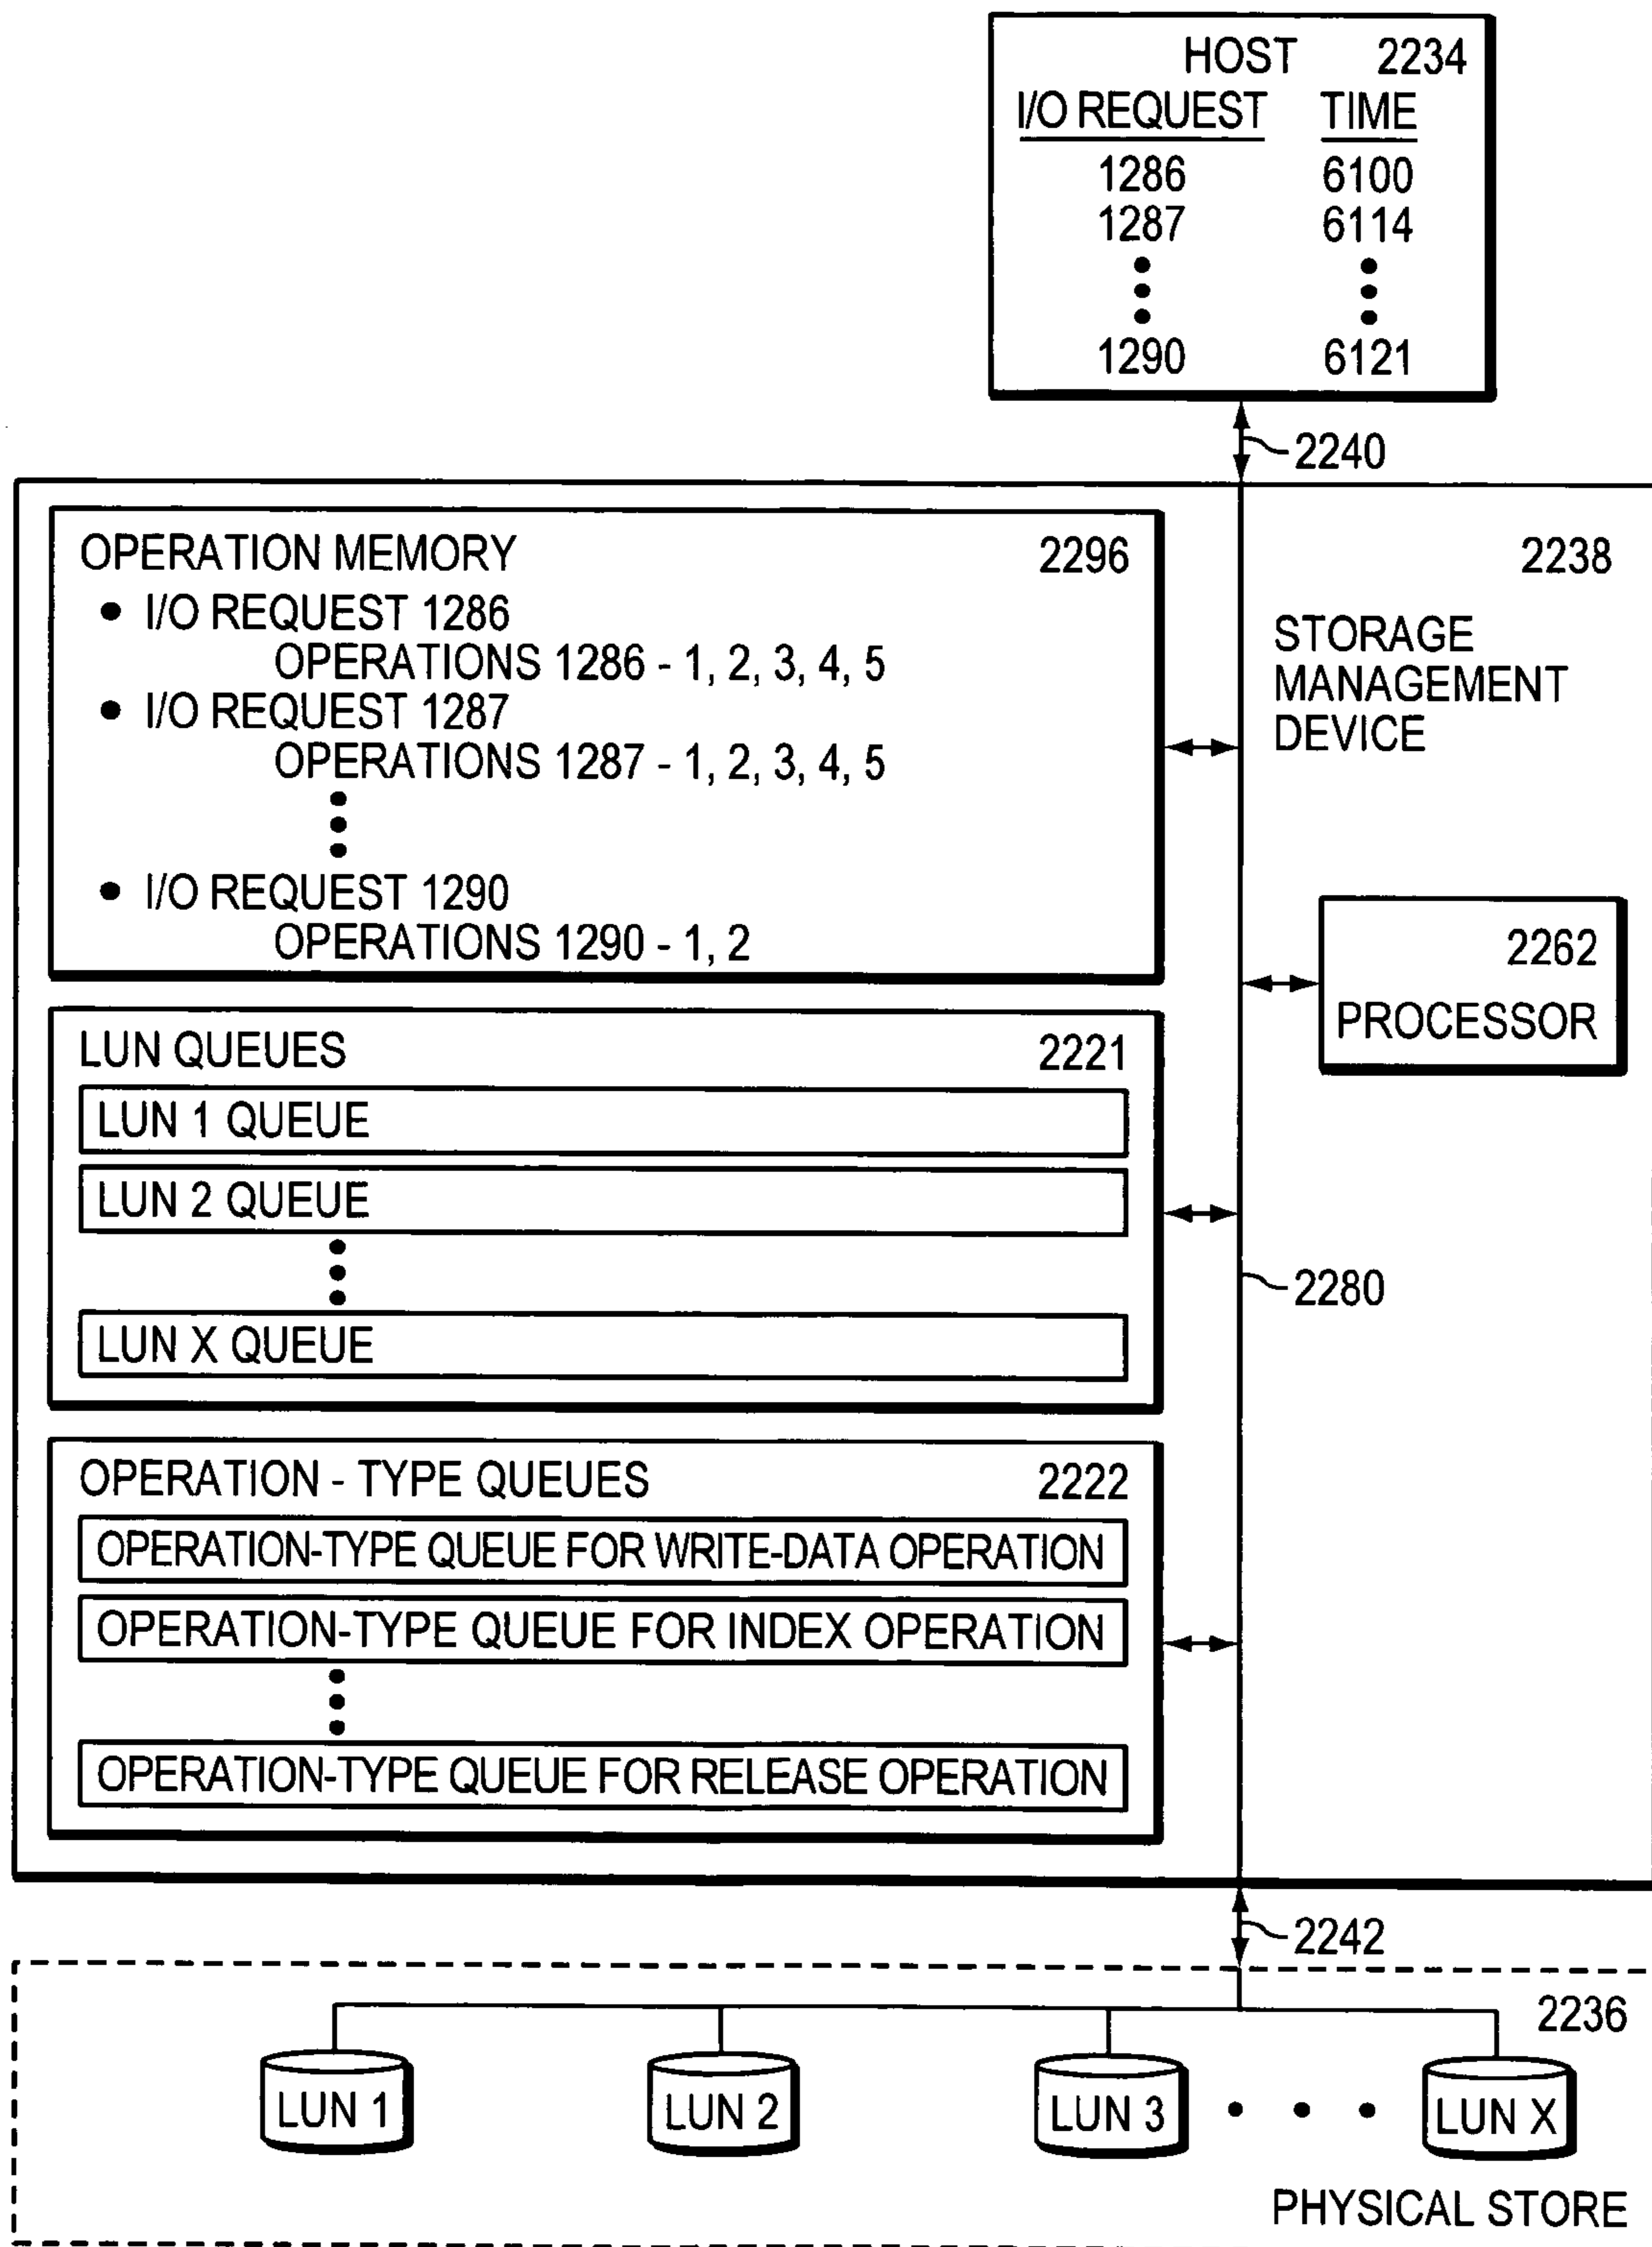 HOST 2234
I/O REQUEST TIME
1286 6100
1287 6114
1290 6121
2240
OPERATION MEMORY 2296
• I/O REQUEST 1286
OPERATIONS 1286 - 1, 2, 3, 4, 5
• I/O REQUEST 1287
OPERATIONS 1287 - 1, 2, 3, 4, 5
• I/O REQUEST 1290
OPERATIONS 1290 - 1, 2
2238
STORAGE
MANAGEMENT
DEVICE
2262
PROCESSOR
LUN QUEUES 2221
LUN 1 QUEUE
LUN 2 QUEUE
LUN X QUEUE
2280
OPERATION - TYPE QUEUES 2222
OPERATION-TYPE QUEUE FOR WRITE-DATA OPERATION
OPERATION-TYPE QUEUE FOR INDEX OPERATION
OPERATION-TYPE QUEUE FOR RELEASE OPERATION
2242
2236
LUN 1 LUN 2 LUN 3 LUN X
PHYSICAL STORE